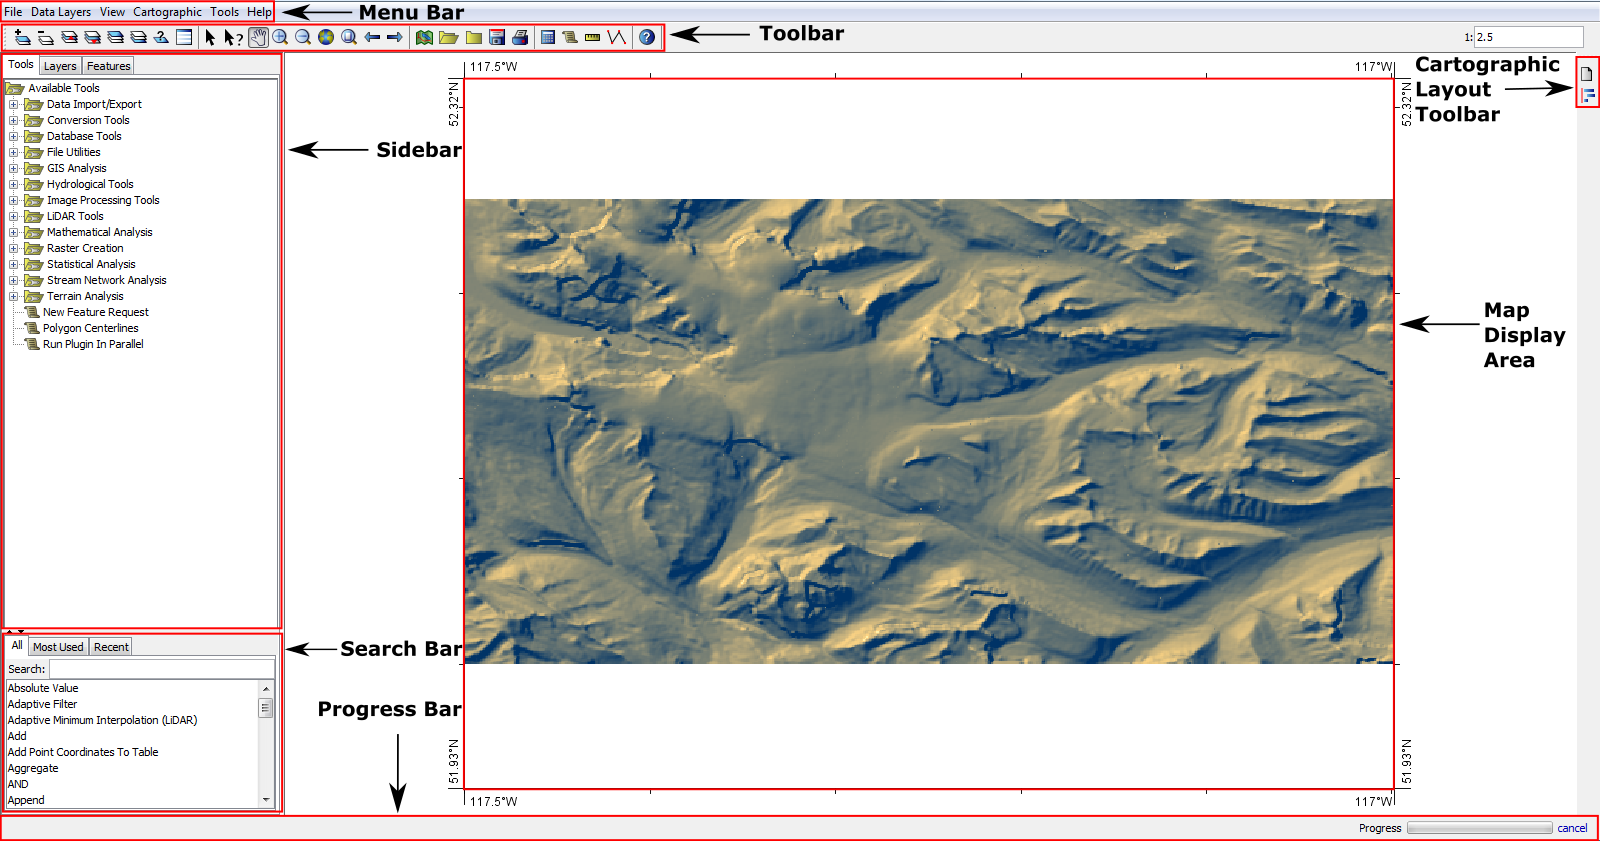 File Data Layers View Cartographic Tools Help
Menu Bar
Toolbar
1: 2.5
Tools Layers Features
Available Tools
Data Import/Export
Conversion Tools
Database Tools
File Utilities
GIS Analysis
Hydrological Tools
Image Processing Tools
LiDAR Tools
Mathematical Analysis
Raster Creation
Statistical Analysis
Stream Network Analysis
Terrain Analysis
New Feature Request
Polygon Centerlines
Run Plugin In Parallel
Sidebar
117.5°W
117°W
52.32°N
52.32°N
Cartographic
Layout
Toolbar
Map
Display
Area
All Most Used Recent
Search:
Absolute Value
Adaptive Filter
Adaptive Minimum Interpolation (LiDAR)
Add
Add Point Coordinates To Table
Aggregate
AND
Append
Search Bar
Progress Bar
51.93°N
51.93°N
117.5°W
117°W
Progress cancel